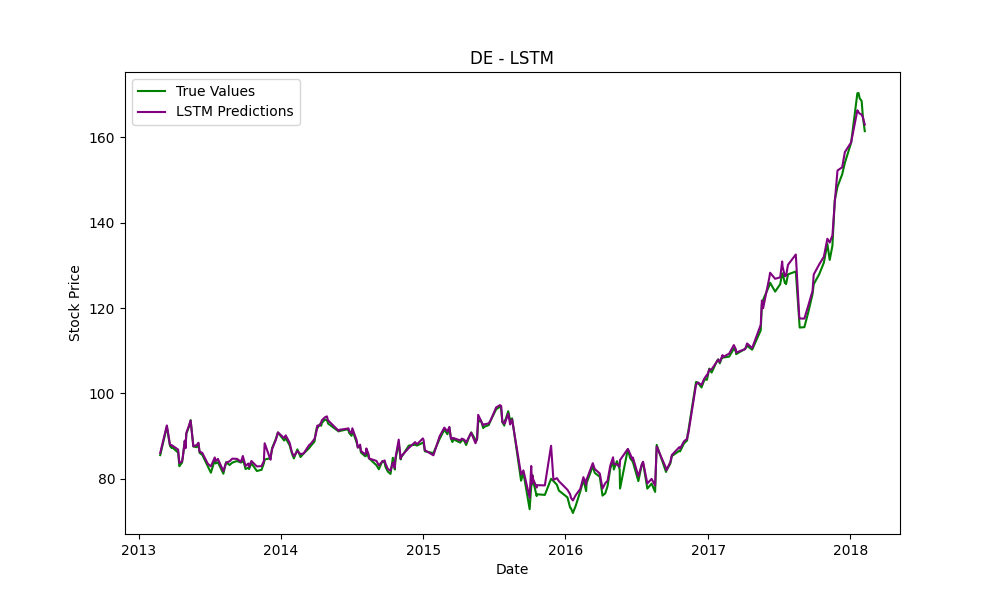 DE - LSTM
True Values
LSTM Predictions
160
140
120
100
80
Stock Price
2013 2014 2015 2016 2017 2018
Date